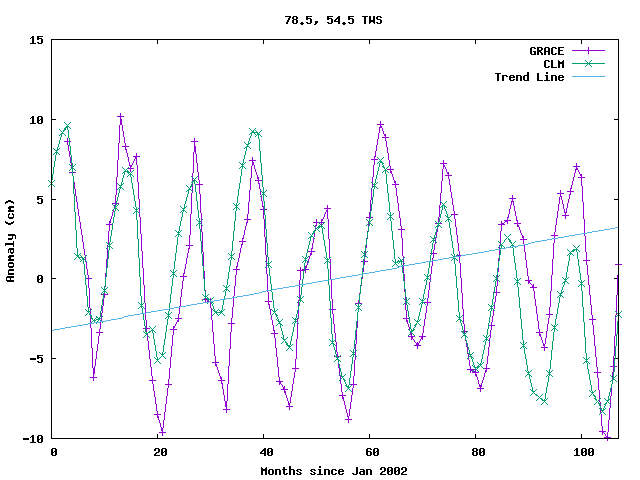 78.5, 54.5 TWS
GRACE
CLM
Trend Line
15
10
5
0
-5
-10
Anomaly (cm)
0 20 40 60 80 100
Months since Jan 2002